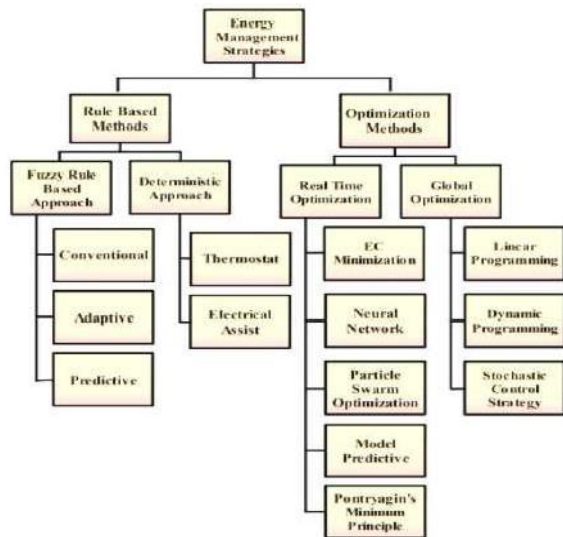 Energy
Management
Strategies
Rule Based
Methods
Optimization
Methods
Fuzzy Rule
Based
Approach
Deterministic
Approach
Real Time
Optimization
Global
Optimization
Conventional
Adaptive
Predictive
Thermostat
Electrical
Assist
EC
Minimization
Neural
Network
Particle
Swarm
Optimization
Model
Predictive
Pontryagin's
Minimum
Principle
Linear
Programming
Dynamic
Programming
Stochastic
Control
Strategy